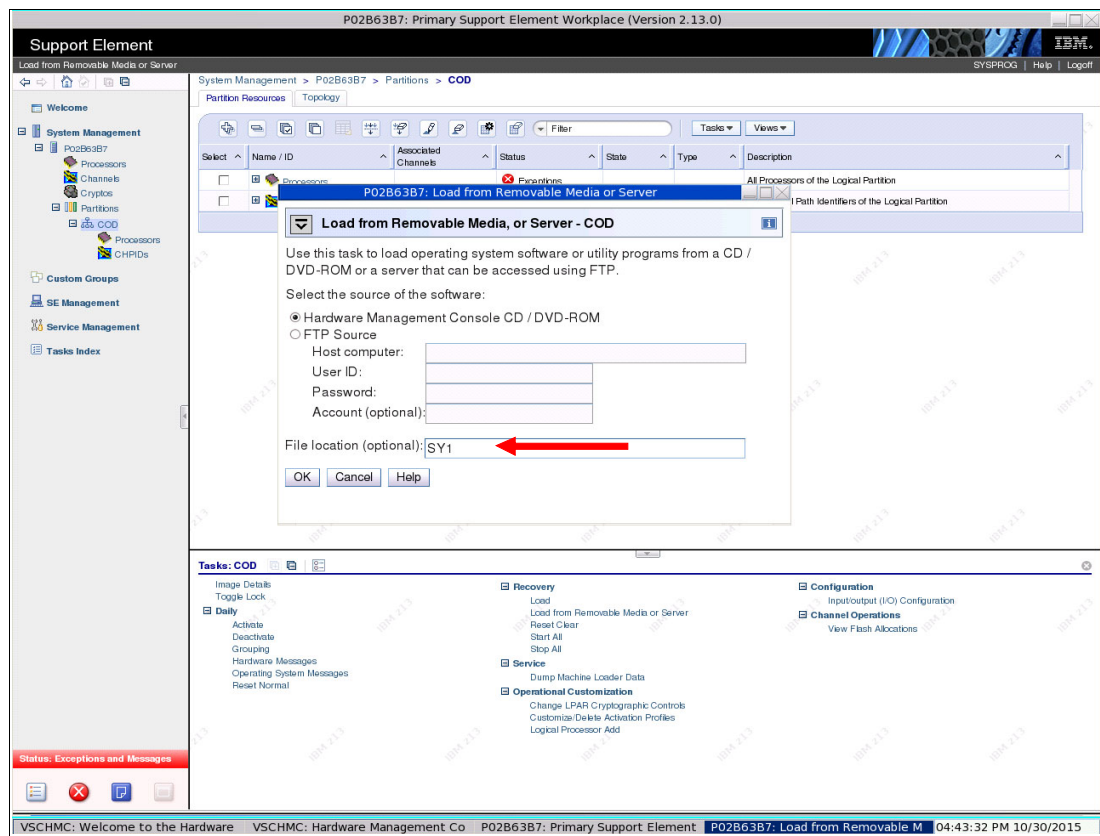 P02B63B7: Primary Support Element Workplace (Version 2.13.0)
Support Element
IBM.
Load from Removable Media or Server
SYSPROG | Help | Logoff
System Management > P02B63B7 > Partitions > COD
Partition Resources Topology
Welcome
System Management
P02B63B7
Processors
Channels
Cryptos
Partitions
COD
Processors
CHPIDs
Custom Groups
SE Management
Service Management
Tasks Index
Filter
Tasks
Views
Select Name / ID Associated Channels Status State Type Description
Processors Exceptions All Processors of the Logical Partition
l Path Identifiers of the Logical Partition
P02B63B7: Load from Removable Media or Server
Load from Removable Media, or Server - COD
Use this task to load operating system software or utility programs from a CD /
DVD-ROM or a server that can be accessed using FTP.
Select the source of the software:
Hardware Management Console CD / DVD-ROM
FTP Source
Host computer:
User ID:
Password:
Account (optional):
File location (optional): SY1
OK Cancel Help
Tasks: COD
Image Details
Toggle Lock
Daily
Activate
Deactivate
Grouping
Hardware Messages
Operating System Messages
Reset Normal
Recovery
Load
Load from Removable Media or Server
Reset Clear
Start All
Stop All
Service
Dump Machine Loader Data
Operational Customization
Change LPAR Cryptographic Controls
Customize/Delete Activation Profiles
Logical Processor Add
Configuration
Input/output (I/O) Configuration
Channel Operations
View Flash Allocations
Status: Exceptions and Messages
VSCHMC: Welcome to the Hardware
VSCHMC: Hardware Management Co
P02B63B7: Primary Support Element
P02B63B7: Load from Removable M
04:43:32 PM 10/30/2015